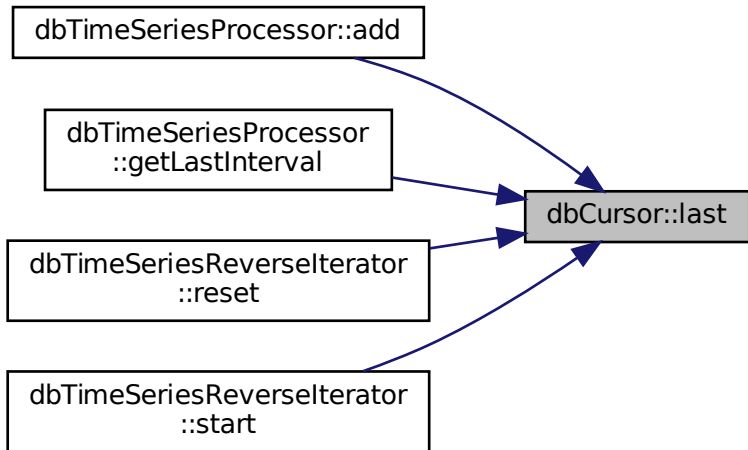 dbTimeSeriesProcessor::add
dbTimeSeriesProcessor
::getLastInterval
dbCursor::last
dbTimeSeriesReverseIterator
::reset
dbTimeSeriesReverseIterator
::start